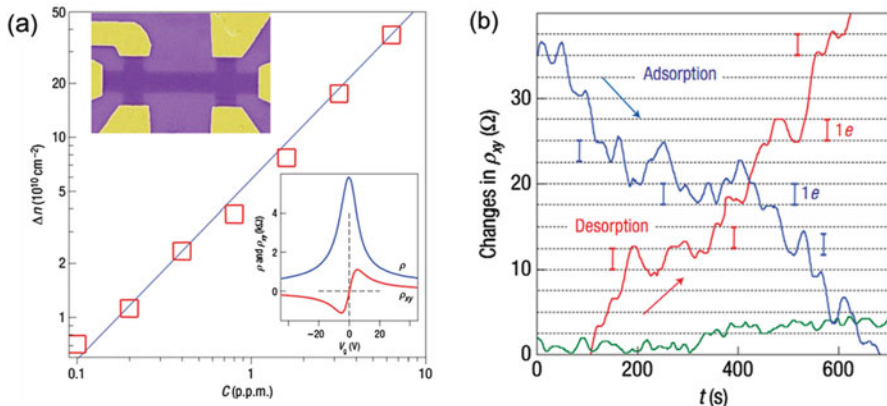 (a)
50
40
20
10
5
2
1
Δn (10¹⁰ cm⁻²)
0.1
1
10
C (p.p.m.)
ρ and ρxy (kΩ)
4
2
0
ρ
ρxy
−20
0
20
Vg (V)
(b)
Changes in ρxy (Ω)
30
20
10
0
Adsorption
1e
1e
Desorption
0
200
400
600
t (s)